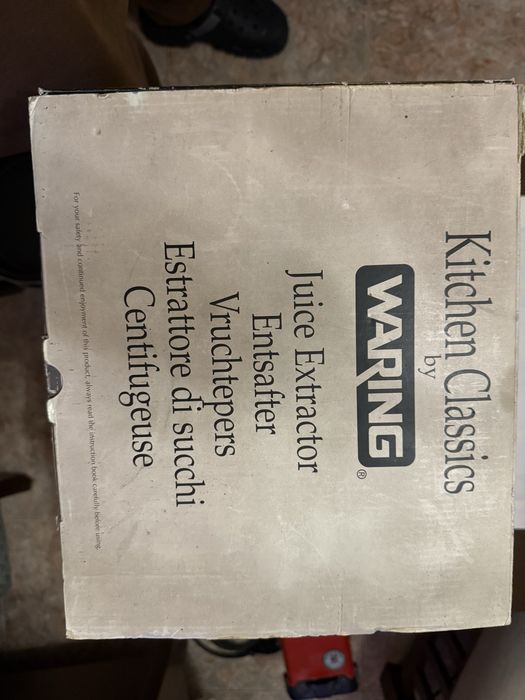 Kitchen Classics
by
WARING®
Juice Extractor
Entsafter
Vruchtepers
Estrattore di succhi
Centifugeuse
For your safety and continued enjoyment of this product, always read the instruction book carefully before using.